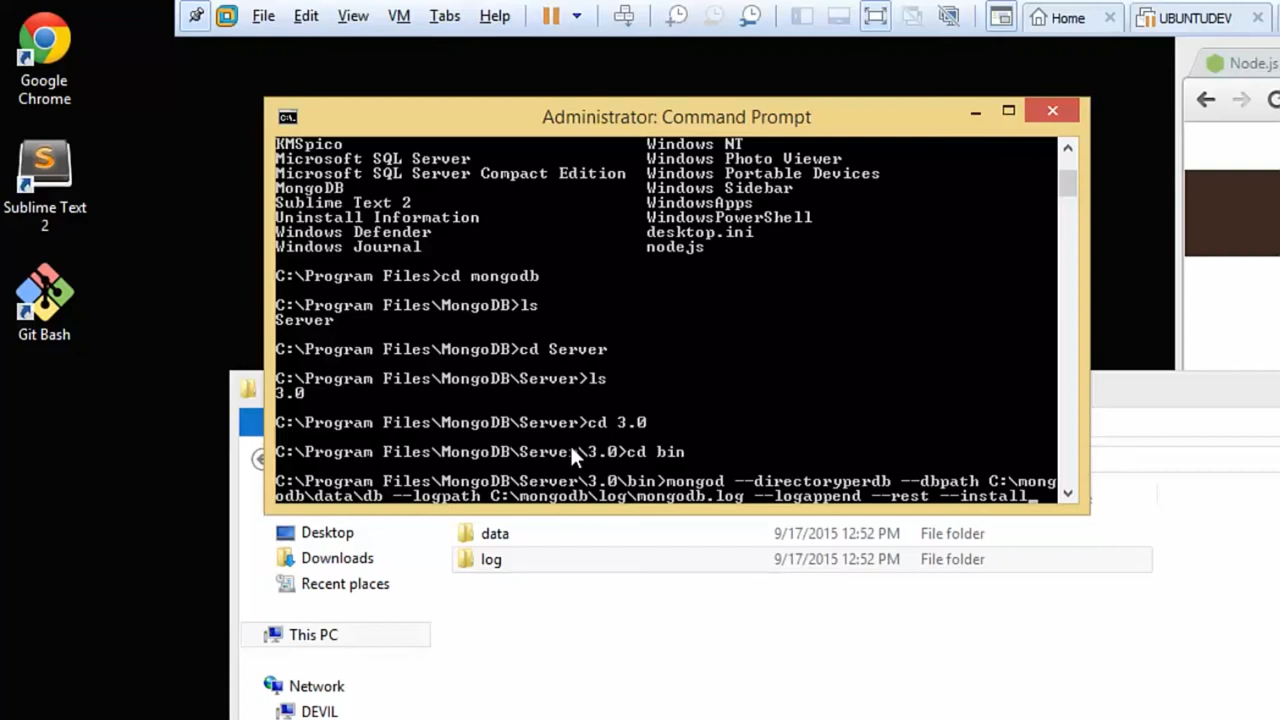 File Edit View VM Tabs Help
Home
UBUNTUDEV
Google
Chrome
Sublime Text
2
Git Bash
Node.js
Administrator: Command Prompt
C:\
KMSpico Windows NT
Microsoft SQL Server Windows Photo Viewer
Microsoft SQL Server Compact Edition Windows Portable Devices
MongoDB Windows Sidebar
Sublime Text 2 WindowsApps
Uninstall Information WindowsPowerShell
Windows Defender desktop.ini
Windows Journal nodejs
C:\Program Files>cd mongodb
C:\Program Files\MongoDB>ls
Server
C:\Program Files\MongoDB>cd Server
C:\Program Files\MongoDB\Server>ls
3.0
C:\Program Files\MongoDB\Server>cd 3.0
C:\Program Files\MongoDB\Server\3.0>cd bin
C:\Program Files\MongoDB\Server\3.0\bin>mongod --directoryperdb --dbpath C:\mong
odb\data\db --logpath C:\mongodb\log\mongodb.log --logappend --rest --install_
Desktop data 9/17/2015 12:52 PM File folder
Downloads log 9/17/2015 12:52 PM File folder
Recent places
This PC
Network
DEVIL